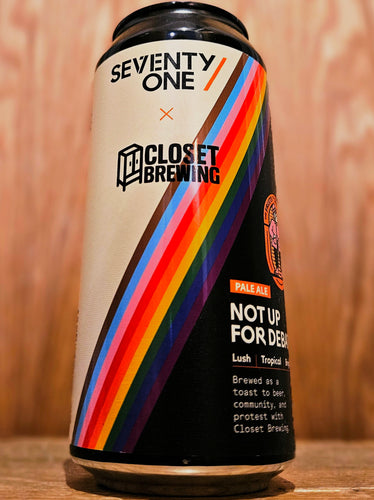 SEVENTY
ONE /
×
CLOSET
BREWING
PALE ALE
NOT UP
FOR DEBA
Lush | Tropical
Brewed as a
toast to beer,
community, and
protest with
Closet Brewing